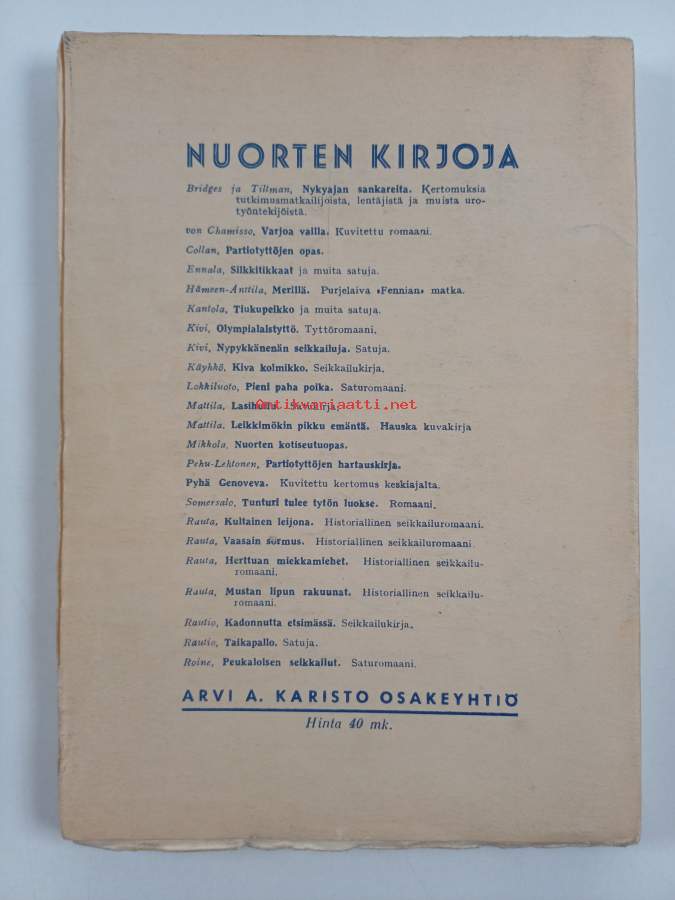 NUORTEN KIRJOJA
Bridges ja Tiltman, Nykyajan sankareita. Kertomuksia
tutkimusmatkailijoista, lentäjistä ja muista uro-
työntekijöistä.
von Chamisso, Varjoa vailla. Kuvitettu romaani.
Collan, Partiotyttöjen opas.
Ennala, Silkkitikkaat ja muita satuja.
Hämeen-Anttila, Merillä. Purjelaiva «Fennian» matka.
Kantola, Tiukupeikko ja muita satuja.
Kivi, Olympialaistyttö. Tyttöromaani.
Kivi, Nypykkänenän seikkailuja. Satuja.
Käyhkö, Kiva kolmikko. Seikkailukirja.
Lohkiluoto, Pieni paha poika. Saturomaani.
Mattila, Satukirja.
Antikvariaatti.net
Mattila, Leikkimökin pikku emäntä. Hauska kuvakirja
Mikkola, Nuorten kotiseutuopas.
Pehu-Lehtonen, Partiotyttöjen hartauskirja.
Pyhä Genoveva. Kuvitettu kertomus keskiajalta.
Somersalo, Tunturi tulee tytön luokse. Romaani.
Rauta, Kultainen leijona. Historiallinen seikkailuromaani.
Rauta, Vaasain sormus. Historiallinen seikkailuromaani
Rauta, Herttuan miekkamiehet. Historiallinen seikkailu-
romaani.
Rauta, Mustan lipun rakuunat. Historiallinen seikkailu-
romaani.
Rautio, Kadonnutta etsimässä. Seikkailukirja.
Rautio, Taikapallo. Satuja.
Roine, Peukaloisen seikkailut. Saturomaani.
ARVI A. KARISTO OSAKEYHTIÖ
Hinta 40 mk.